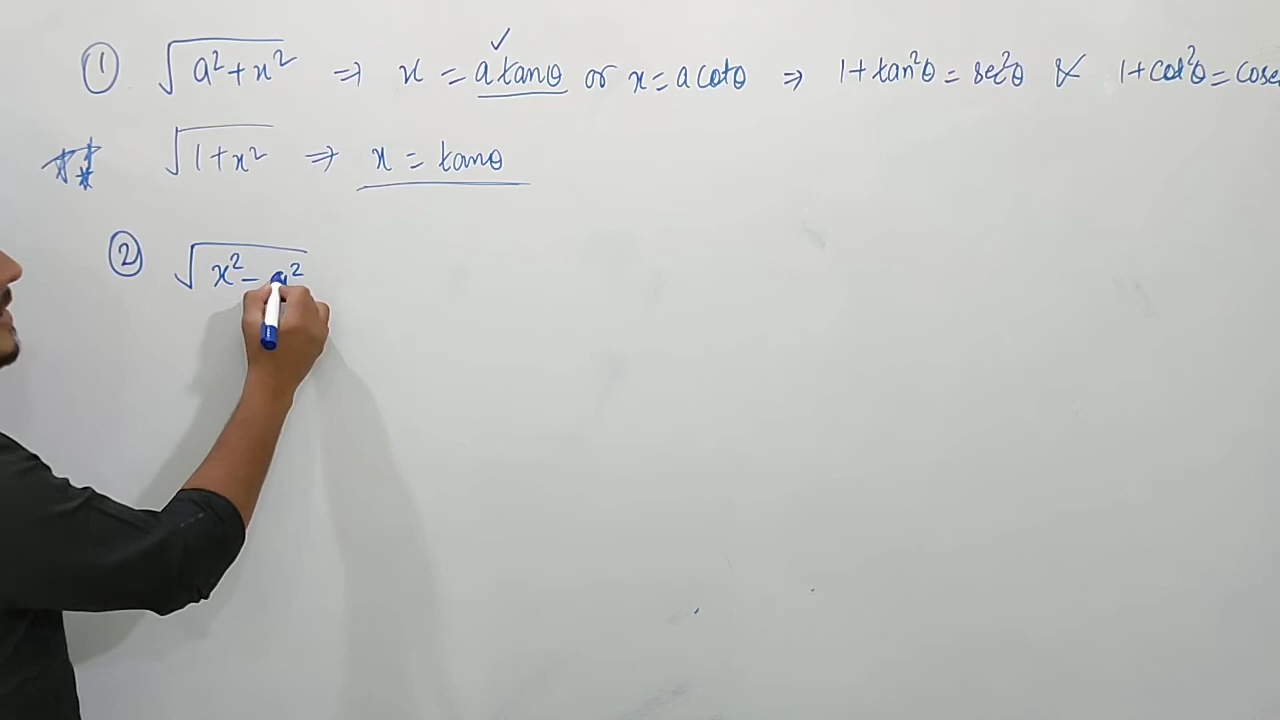 ① √(a²+x²) ⇒ x = a tanθ ✓ or x = a cotθ ⇒ 1 + tan²θ = sec²θ & 1 + cot²θ = cose
√(1+x²) ⇒ x = tanθ
② √(x² - a²)